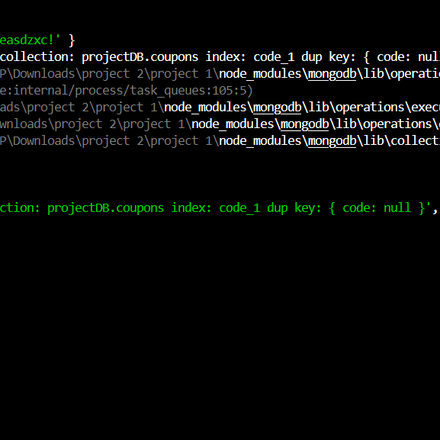 easdzxc!' }
collection: projectDB.coupons index: code_1 dup key: { code: nul
P\Downloads\project 2\project 1\node_modules\mongodb\lib\operatio
e:internal/process/task_queues:105:5)
ads\project 2\project 1\node_modules\mongodb\lib\operations\execu
wnloads\project 2\project 1\node_modules\mongodb\lib\operations\
P\Downloads\project 2\project 1\node_modules\mongodb\lib\collecti
ction: projectDB.coupons index: code_1 dup key: { code: null }',